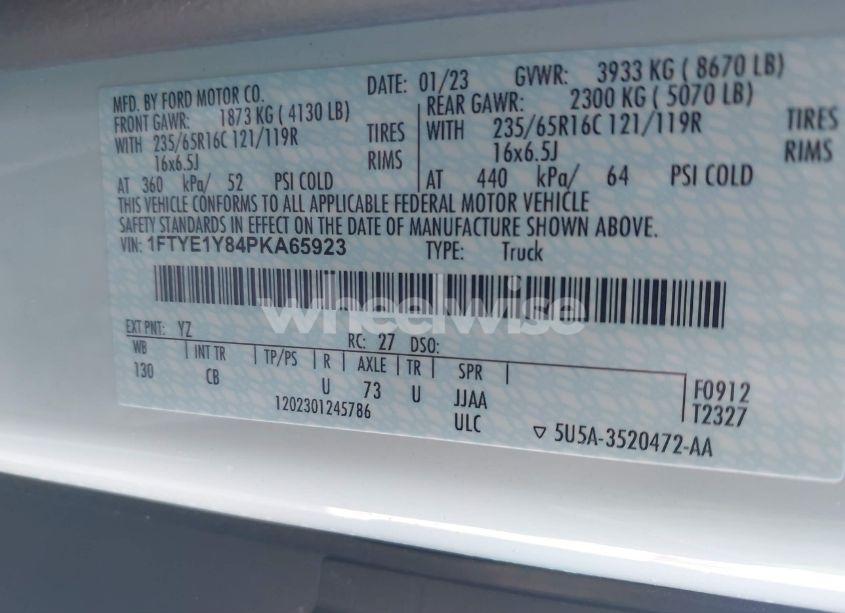 MFD. BY FORD MOTOR CO.
DATE: 01/23 GVWR: 3933 KG ( 8670 LB)
FRONT GAWR: 1873 KG ( 4130 LB)
REAR GAWR: 2300 KG ( 5070 LB)
WITH 235/65R16C 121/119R TIRES
WITH 235/65R16C 121/119R TIRES
16x6.5J RIMS
16x6.5J RIMS
AT 360 kPa/ 52 PSI COLD
AT 440 kPa/ 64 PSI COLD
THIS VEHICLE CONFORMS TO ALL APPLICABLE FEDERAL MOTOR VEHICLE
SAFETY STANDARDS IN EFFECT ON THE DATE OF MANUFACTURE SHOWN ABOVE.
VIN: 1FTYE1Y84PKA65923
TYPE: Truck
wheelwise
EXT PNT: YZ RC: 27 DSO:
WB INT TR TP/PS R AXLE TR SPR
130 CB U 73 U JJAA
F0912
1202301245786 ULC
T2327
▽ 5U5A-3520472-AA